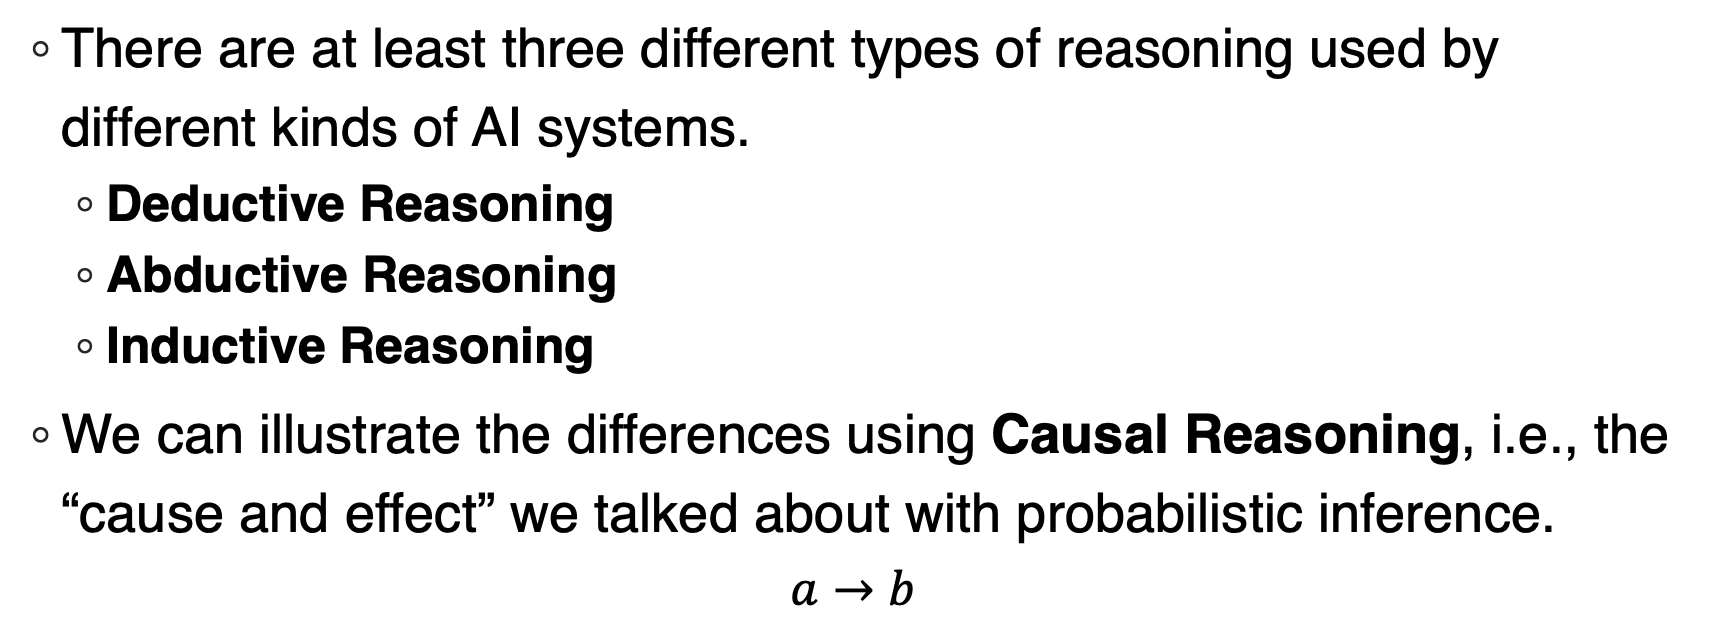 ◦ There are at least three different types of reasoning used by
different kinds of AI systems.
◦ Deductive Reasoning
◦ Abductive Reasoning
◦ Inductive Reasoning
◦ We can illustrate the differences using Causal Reasoning, i.e., the
“cause and effect” we talked about with probabilistic inference.
a → b